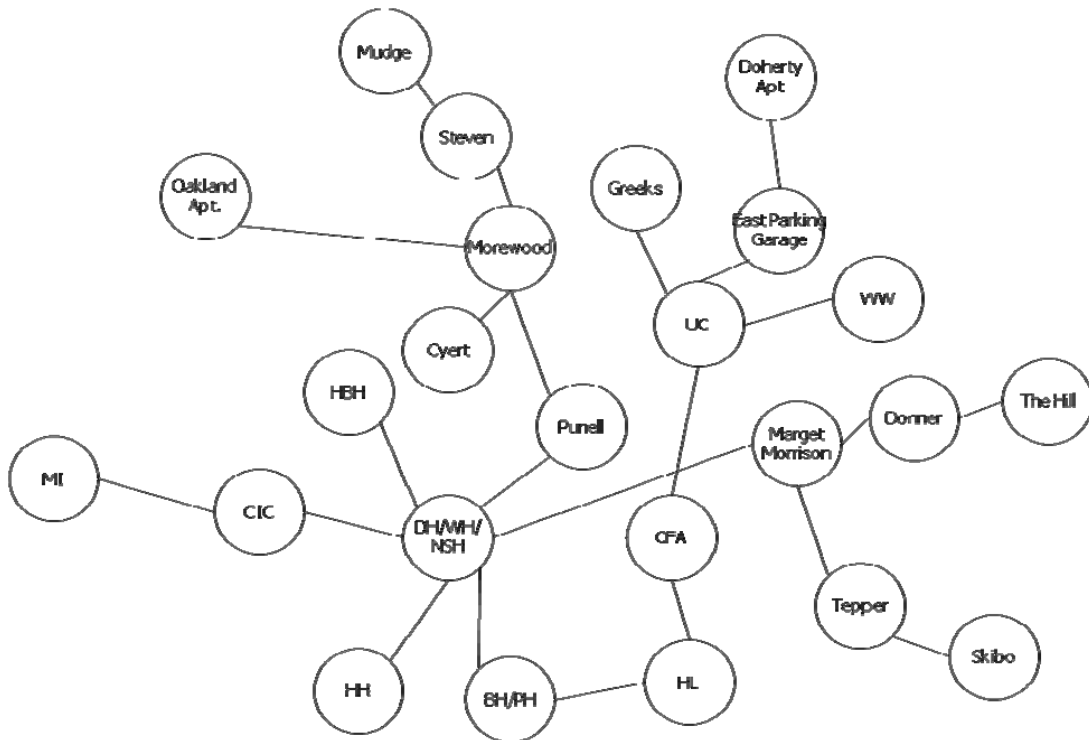 Mudge
Doherty
Apt
Steven
Oakland
Apt.
Greeks
East Parking
Garage
Morewood
WW
UC
Cyert
HBH
The Hill
Donner
Punell
Marget
Morrison
MI
CIC
DH/WH/
NSH
CFA
Tepper
Skibo
HH
BH/PH
HL